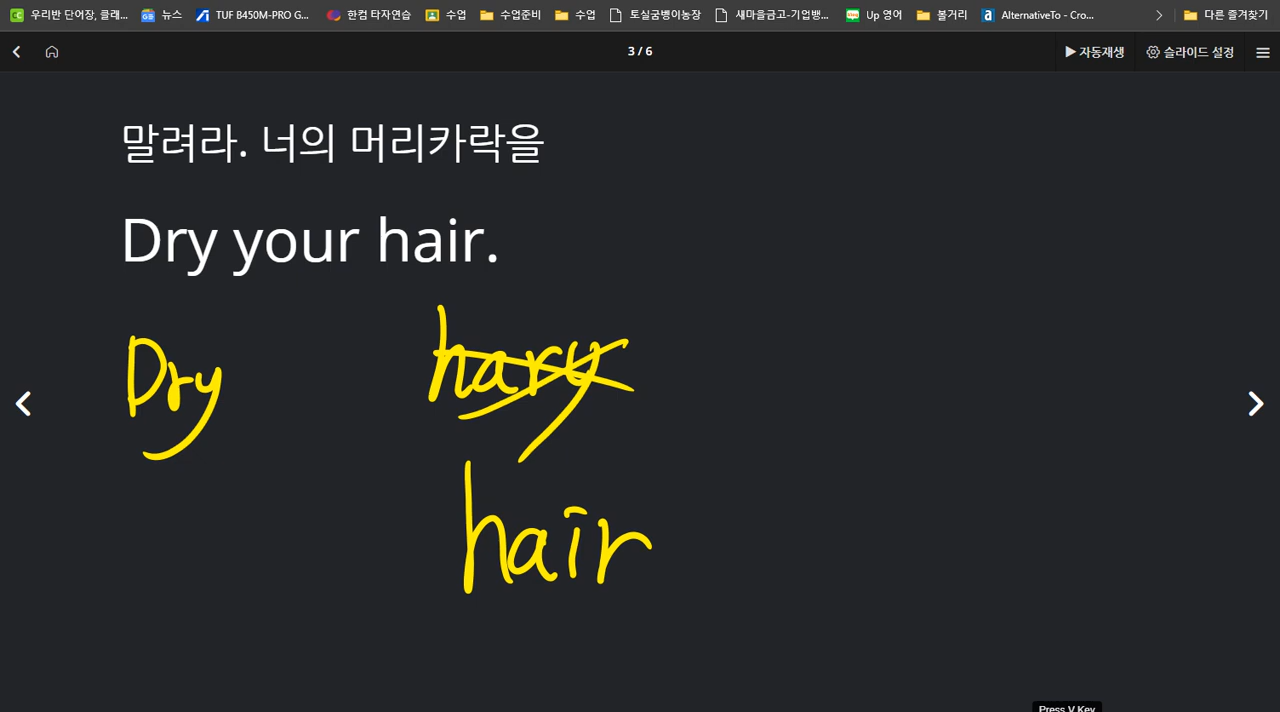 우리반 단어장, 클래... 뉴스 TUF B450M-PRO G... 한컴 타자연습 수업 수업준비 수업 토실굼벵이농장 새마을금고-기업뱅... Up 영어 볼거리 AlternativeTo - Cro... 다른 즐겨찾기
3 / 6 자동재생 슬라이드 설정
말려라. 너의 머리카락을
Dry your hair.
Dry hary
hair
Press V Key